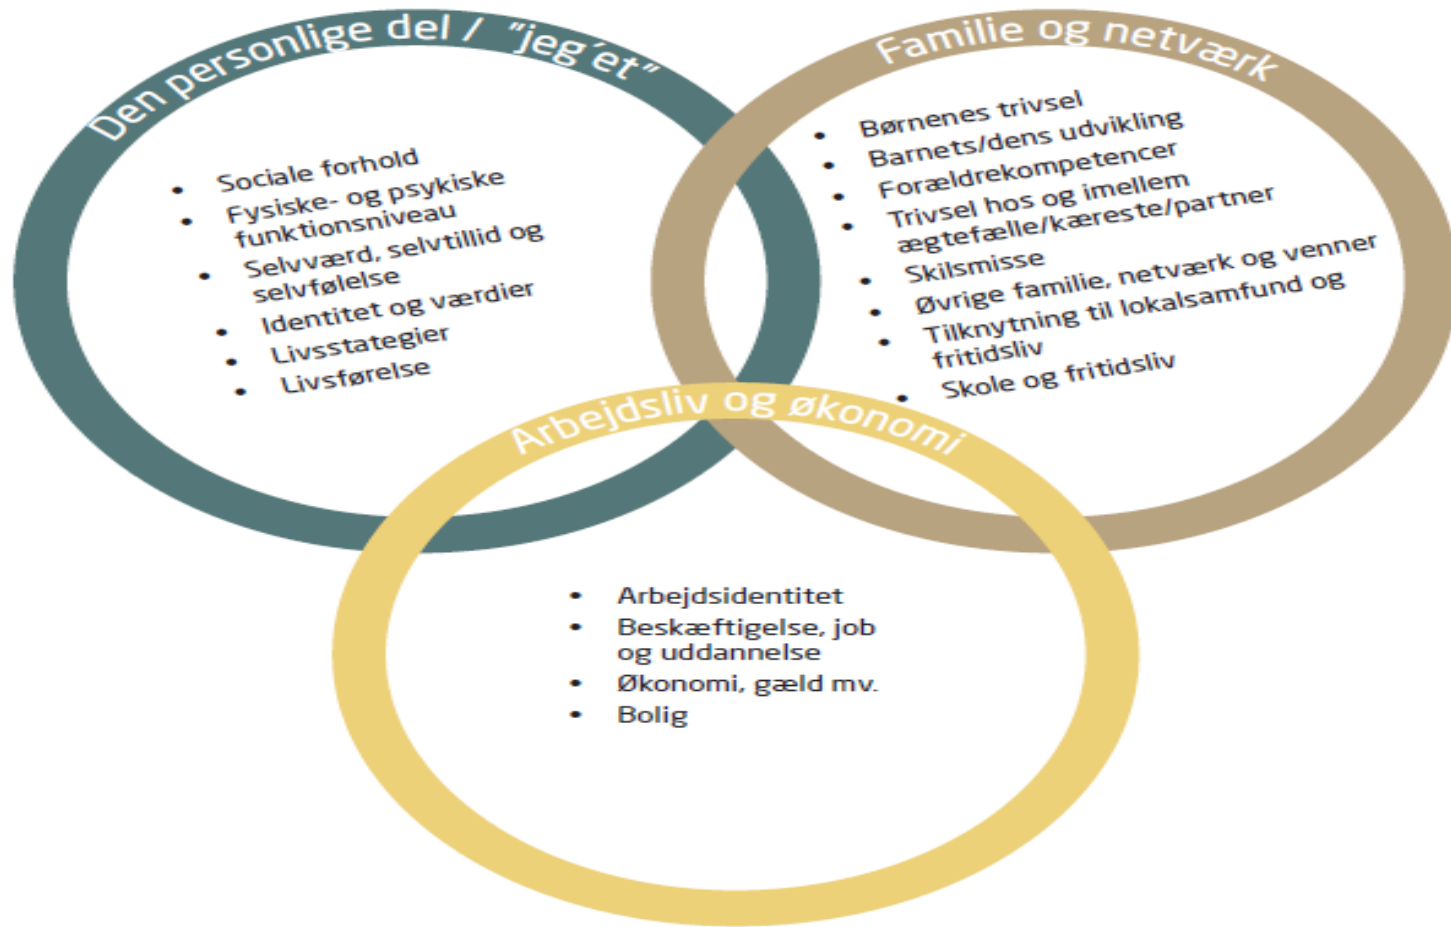 Den personlige del / "jeg´et"
• Sociale forhold
• Fysiske- og psykiske
funktionsniveau
• Selvværd, selvtillid og
selvfølelse
• Identitet og værdier
• Livsstategier
• Livsførelse
Familie og netværk
• Børnenes trivsel
• Barnets/dens udvikling
• Forældrekompetencer
• Trivsel hos og imellem
ægtefælle/kæreste/partner
• Skilsmisse
• Øvrige familie, netværk og venner
• Tilknytning til lokalsamfund og
fritidsliv
• Skole og fritidsliv
Arbejdsliv og økonomi
• Arbejdsidentitet
• Beskæftigelse, job
og uddannelse
• Økonomi, gæld mv.
• Bolig